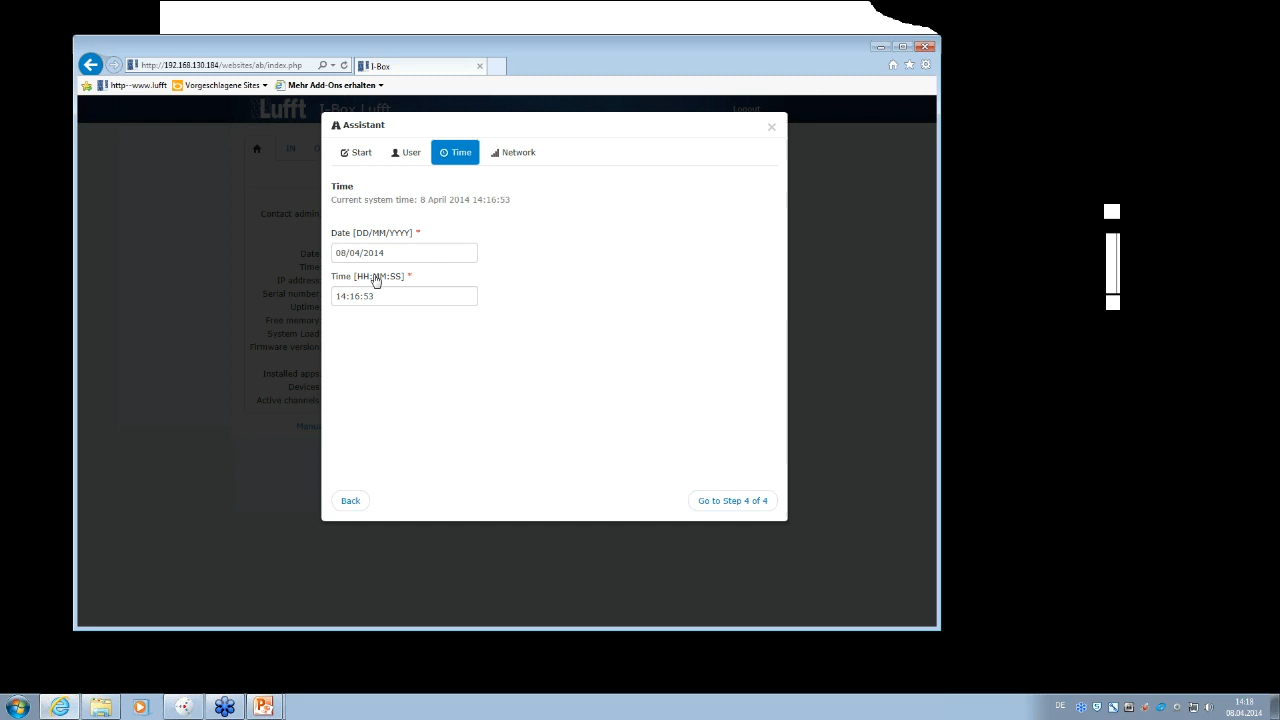 http://192.168.130.184/websites/ab/index.php
I-Box
http--www.lufft
Vorgeschlagene Sites
Mehr Add-Ons erhalten
Lufft I-Box Lufft
Logout
Assistant
Start User Time Network
IN
Time
Current system time: 8 April 2014 14:16:53
Contact admin
Date [DD/MM/YYYY] *
Date
08/04/2014
Time
Time [HH:MM:SS] *
IP address
Serial number
14:16:53
Uptime
Free memory
System Load
Firmware version
Installed apps
Devices
Active channels
Back
Go to Step 4 of 4
DE
14:18
08.04.2014